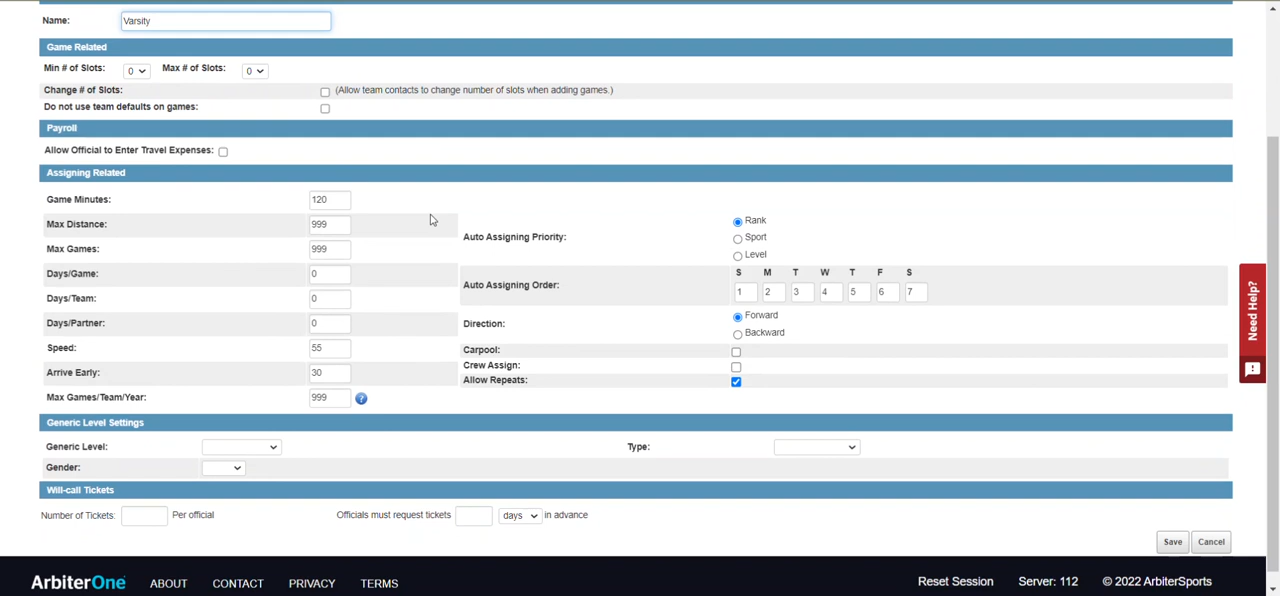 Name: Varsity
Game Related
Min # of Slots: 0 Max # of Slots: 0
Change # of Slots: (Allow team contacts to change number of slots when adding games.)
Do not use team defaults on games:
Payroll
Allow Official to Enter Travel Expenses:
Assigning Related
Game Minutes: 120
Max Distance: 999
Max Games: 999
Days/Game: 0
Days/Team: 0
Days/Partner: 0
Speed: 55
Arrive Early: 30
Max Games/Team/Year: 999 ?
Auto Assigning Priority: Rank
Sport
Level
S M T W T F S
Auto Assigning Order: 1 2 3 4 5 6 7
Direction: Forward
Backward
Carpool:
Crew Assign:
Allow Repeats:
Generic Level Settings
Generic Level: Type:
Gender:
Will-call Tickets
Number of Tickets: Per official Officials must request tickets days in advance
Save Cancel
Need Help?
ArbiterOne ABOUT CONTACT PRIVACY TERMS Reset Session Server: 112 © 2022 ArbiterSports